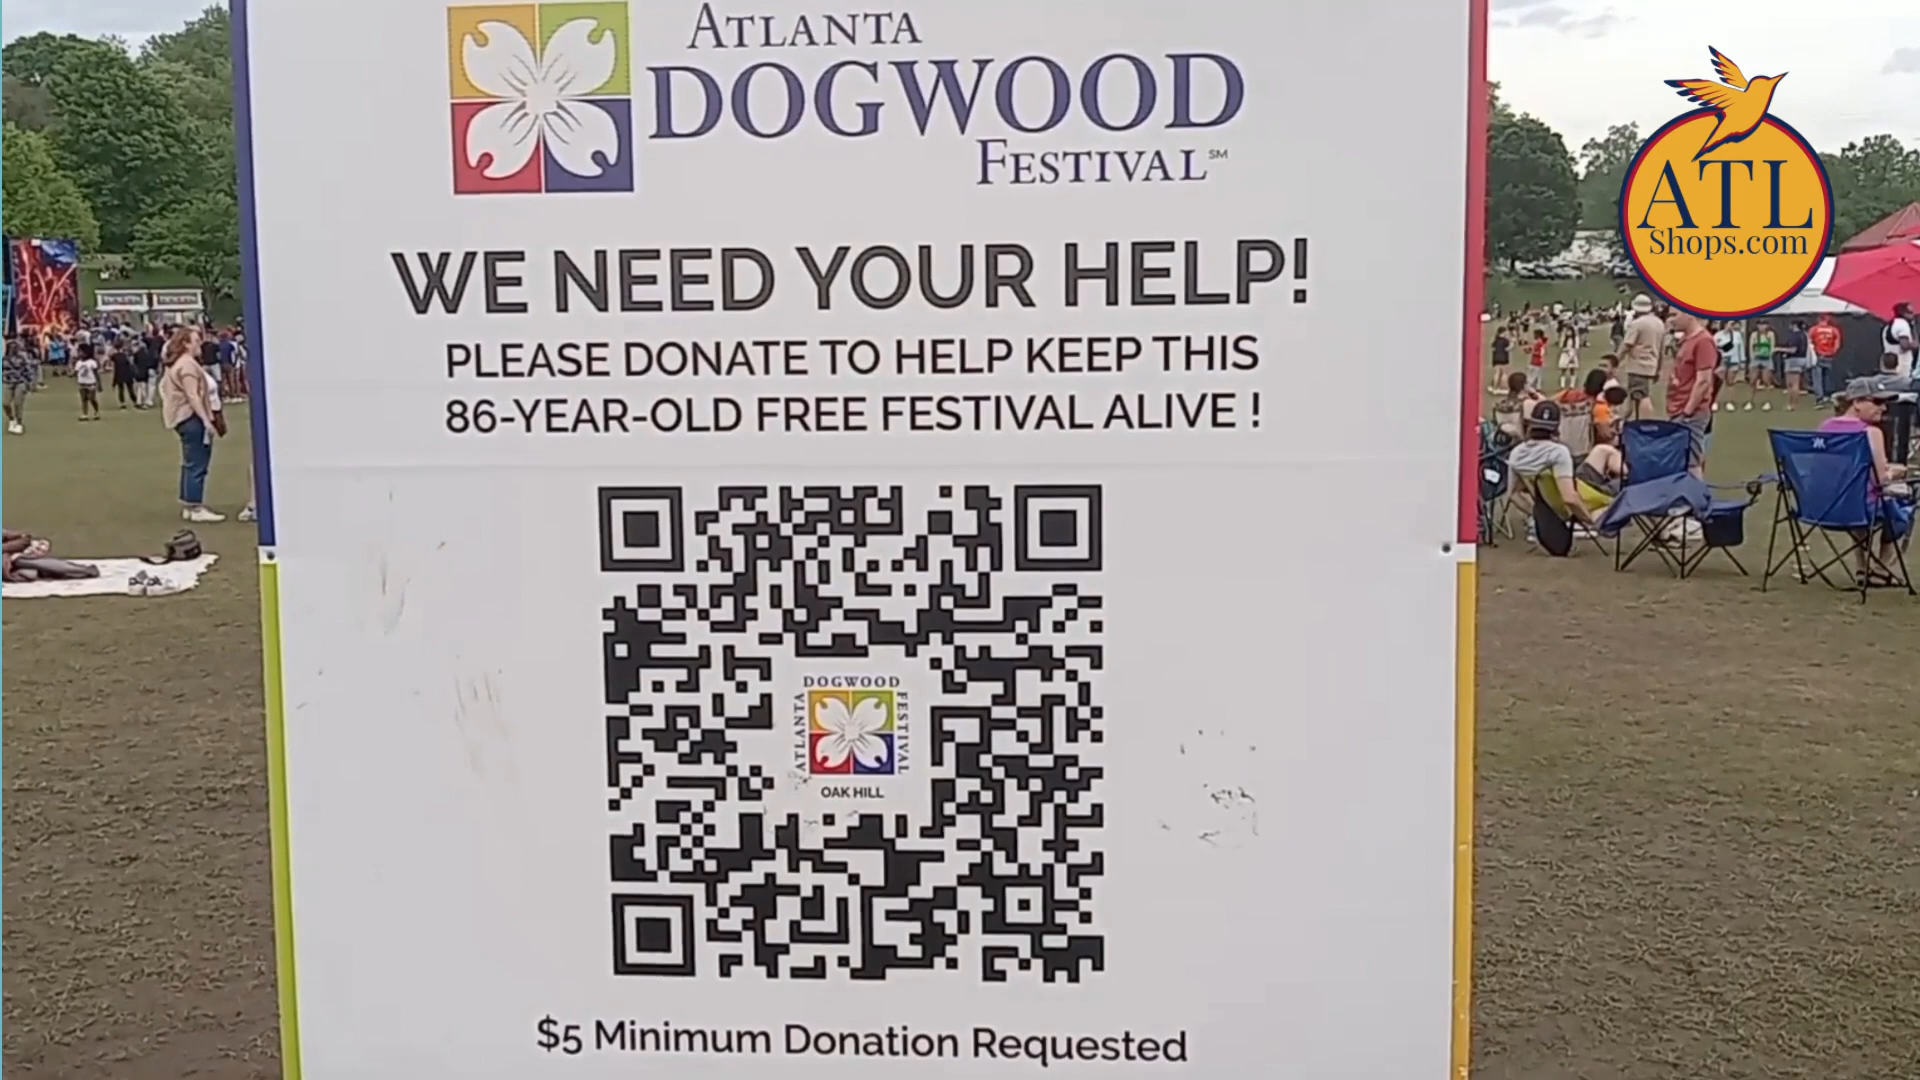 ATLANTA
DOGWOOD
FESTIVAL℠
ATL
Shops.com
WE NEED YOUR HELP!
PLEASE DONATE TO HELP KEEP THIS
86-YEAR-OLD FREE FESTIVAL ALIVE !
DOGWOOD
ATLANTA
FESTIVAL
OAK HILL
$5 Minimum Donation Requested